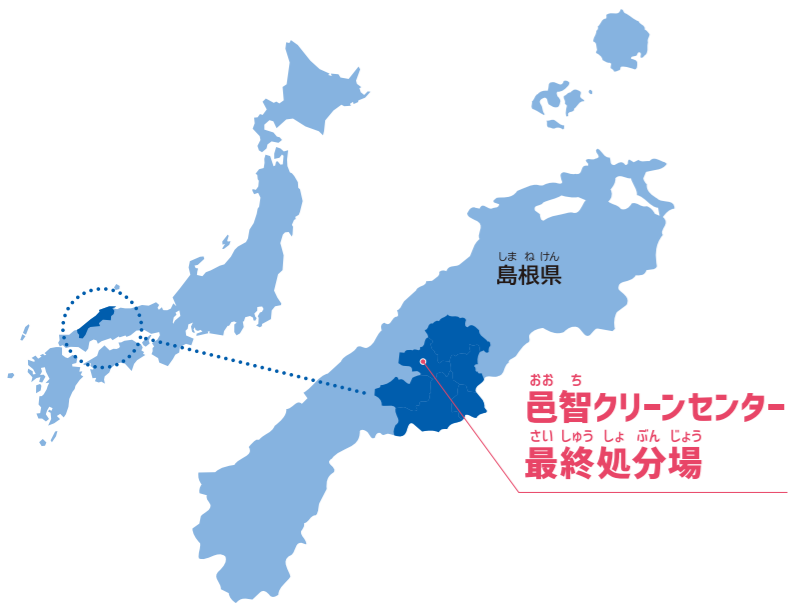 しまねけん
島根県
おおち
邑智クリーンセンター
さいしゅうしょぶんじょう
最終処分場